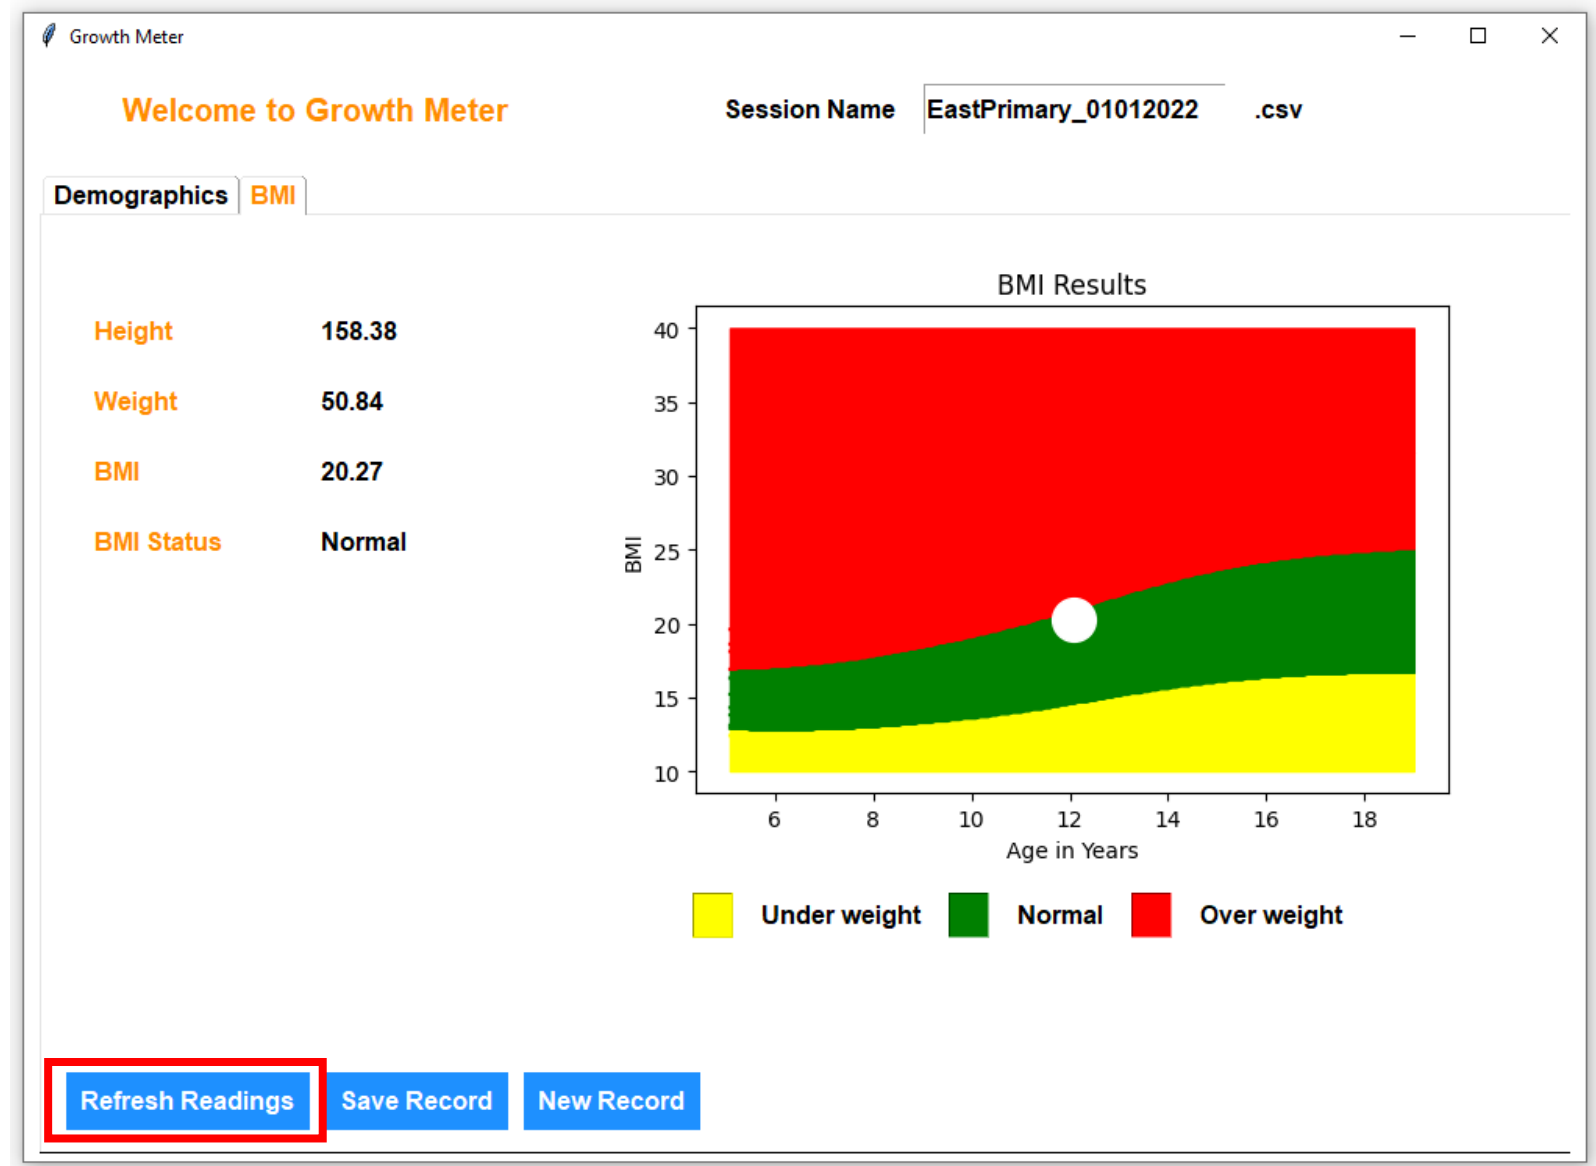 Growth Meter
Welcome to Growth Meter
Session Name EastPrimary_01012022 .csv
Demographics BMI
Height 158.38
Weight 50.84
BMI 20.27
BMI Status Normal
BMI Results
40
35
30
25
20
15
10
BMI
6 8 10 12 14 16 18
Age in Years
Under weight Normal Over weight
Refresh Readings Save Record New Record